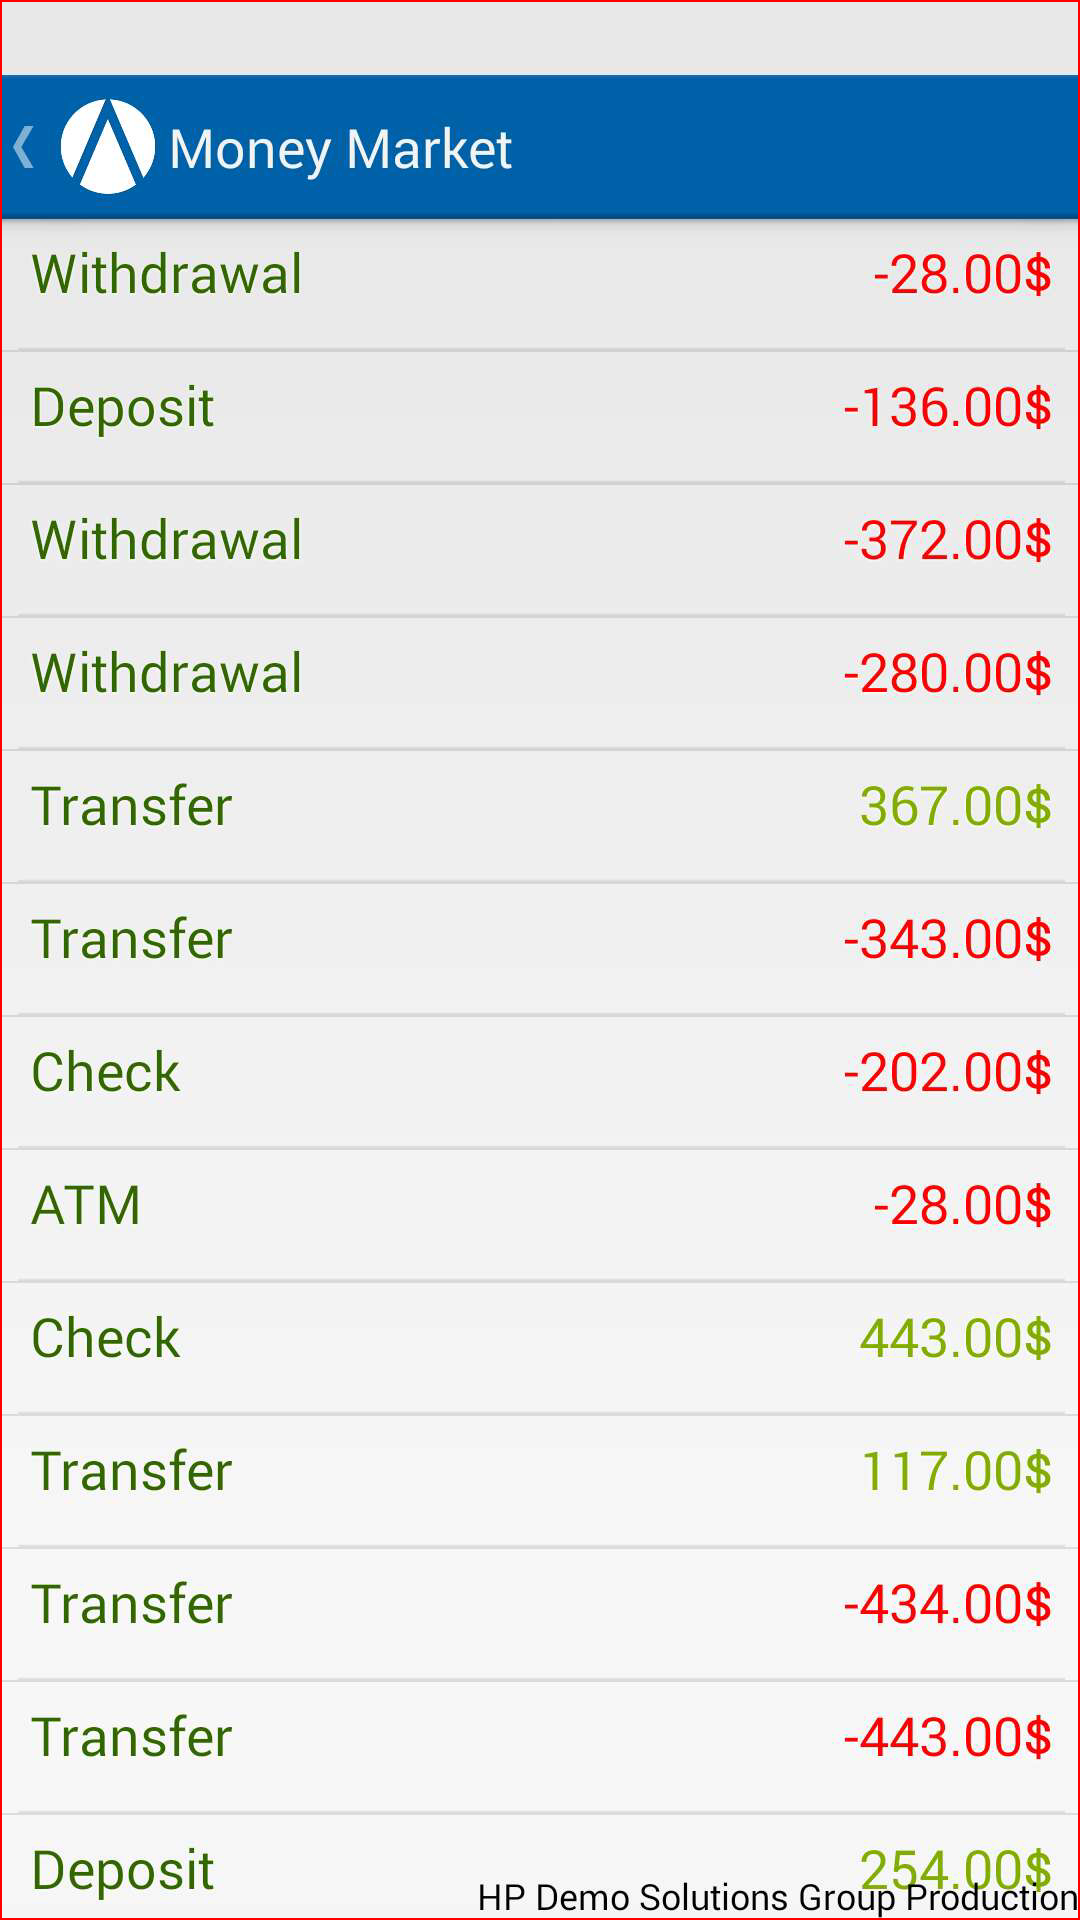 Money Market
Withdrawal -28.00$
Deposit -136.00$
Withdrawal -372.00$
Withdrawal -280.00$
Transfer 367.00$
Transfer -343.00$
Check -202.00$
ATM -28.00$
Check 443.00$
Transfer 117.00$
Transfer -434.00$
Transfer -443.00$
Deposit 254.00$
HP Demo Solutions Group Production